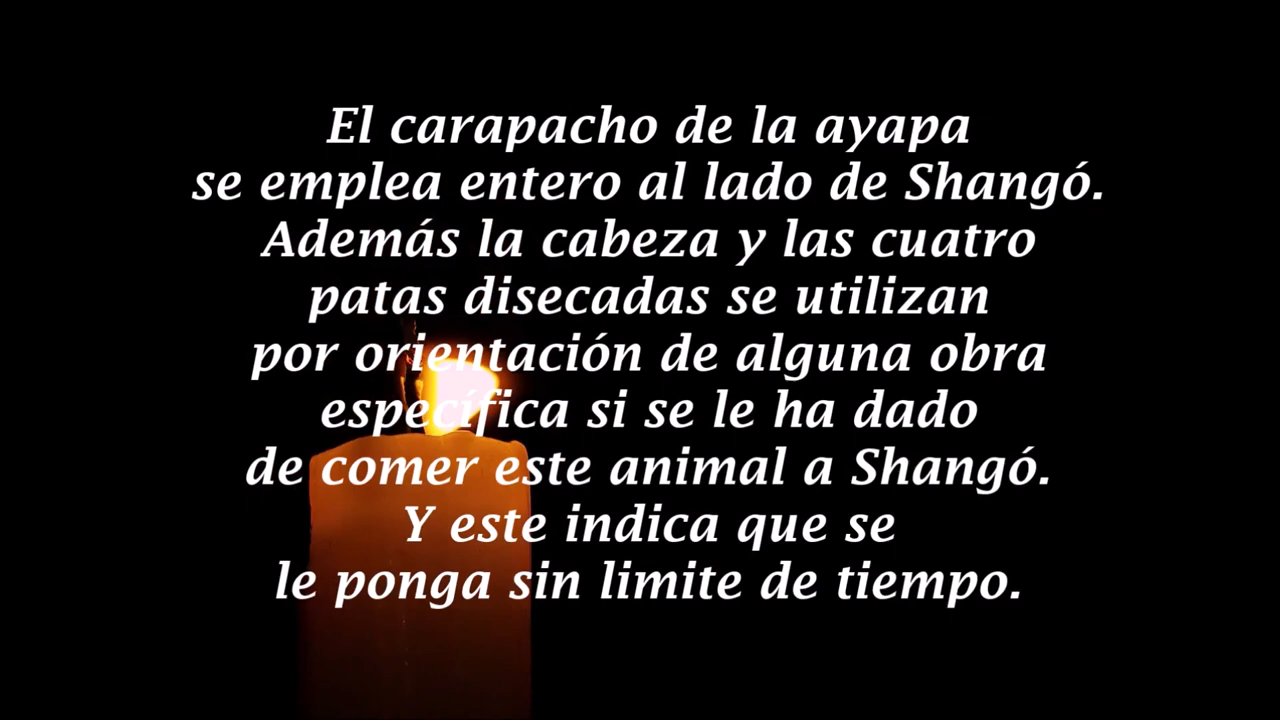 El carapacho de la ayapa
se emplea entero al lado de Shangó.
Además la cabeza y las cuatro
patas disecadas se utilizan
por orientación de alguna obra
específica si se le ha dado
de comer este animal a Shangó.
Y este indica que se
le ponga sin limite de tiempo.